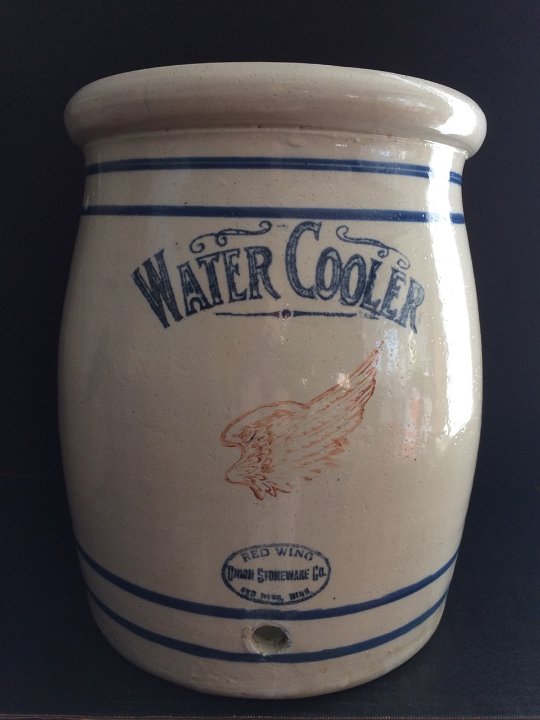 WATER COOLER
RED WING
UNION STONEWARE CO.
RED WING, MINN.